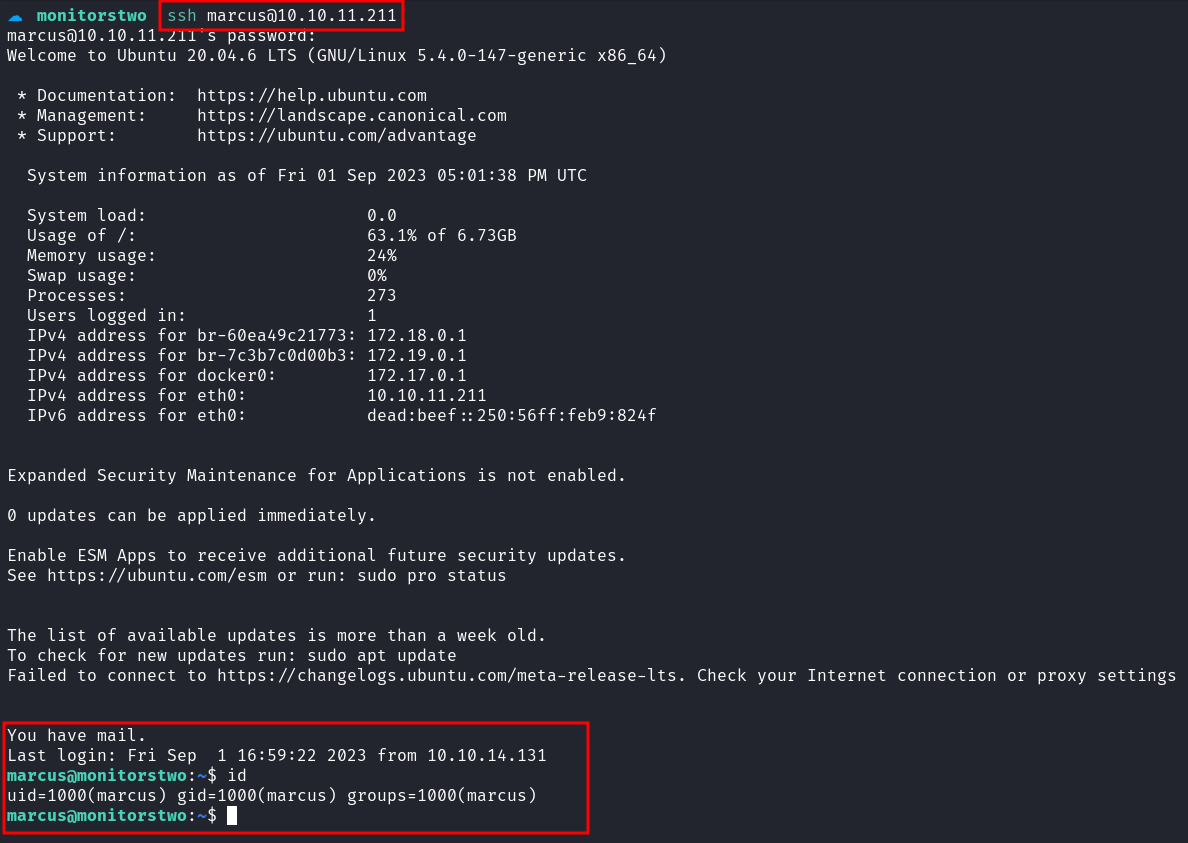 monitorstwo ssh marcus@10.10.11.211
marcus@10.10.11.211's password:
Welcome to Ubuntu 20.04.6 LTS (GNU/Linux 5.4.0-147-generic x86_64)
* Documentation:  https://help.ubuntu.com
* Management:     https://landscape.canonical.com
* Support:        https://ubuntu.com/advantage
System information as of Fri 01 Sep 2023 05:01:38 PM UTC
System load:                      0.0
Usage of /:                       63.1% of 6.73GB
Memory usage:                     24%
Swap usage:                       0%
Processes:                        273
Users logged in:                  1
IPv4 address for br-60ea49c21773: 172.18.0.1
IPv4 address for br-7c3b7c0d00b3: 172.19.0.1
IPv4 address for docker0:         172.17.0.1
IPv4 address for eth0:            10.10.11.211
IPv6 address for eth0:            dead:beef::250:56ff:feb9:824f
Expanded Security Maintenance for Applications is not enabled.
0 updates can be applied immediately.
Enable ESM Apps to receive additional future security updates.
See https://ubuntu.com/esm or run: sudo pro status
The list of available updates is more than a week old.
To check for new updates run: sudo apt update
Failed to connect to https://changelogs.ubuntu.com/meta-release-lts. Check your Internet connection or proxy settings
You have mail.
Last login: Fri Sep  1 16:59:22 2023 from 10.10.14.131
marcus@monitorstwo:~$ id
uid=1000(marcus) gid=1000(marcus) groups=1000(marcus)
marcus@monitorstwo:~$